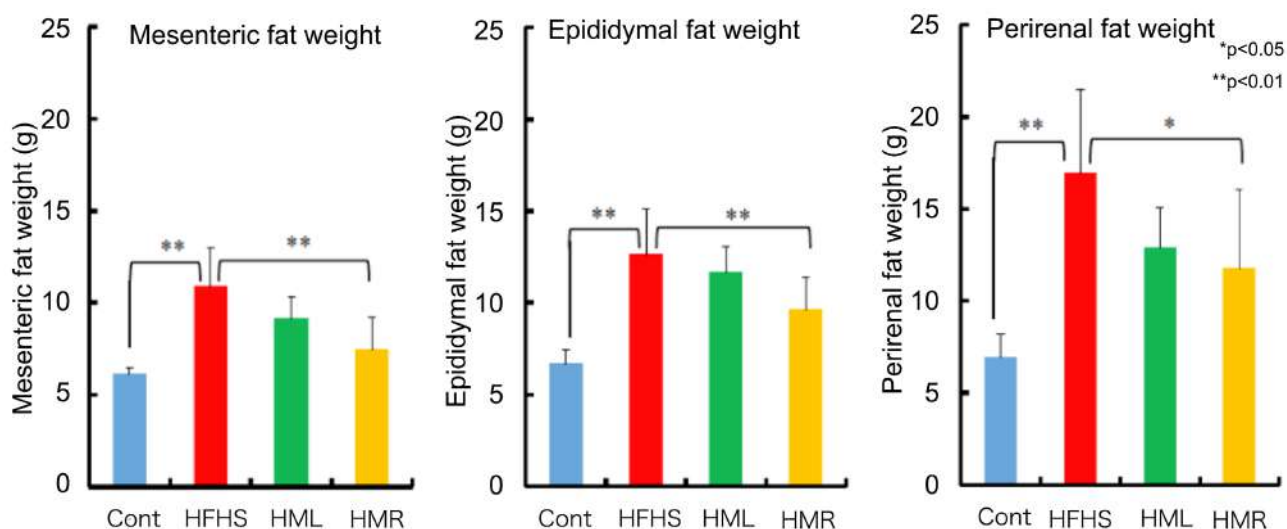 Mesenteric fat weight
Mesenteric fat weight (g)
25
20
15
10
5
0
**
**
Cont HFHS HML HMR
Epididymal fat weight
Epididymal fat weight (g)
25
20
15
10
5
0
**
**
Cont HFHS HML HMR
Perirenal fat weight
*p<0.05
**p<0.01
Perirenal fat weight (g)
25
20
15
10
5
0
**
*
Cont HFHS HML HMR